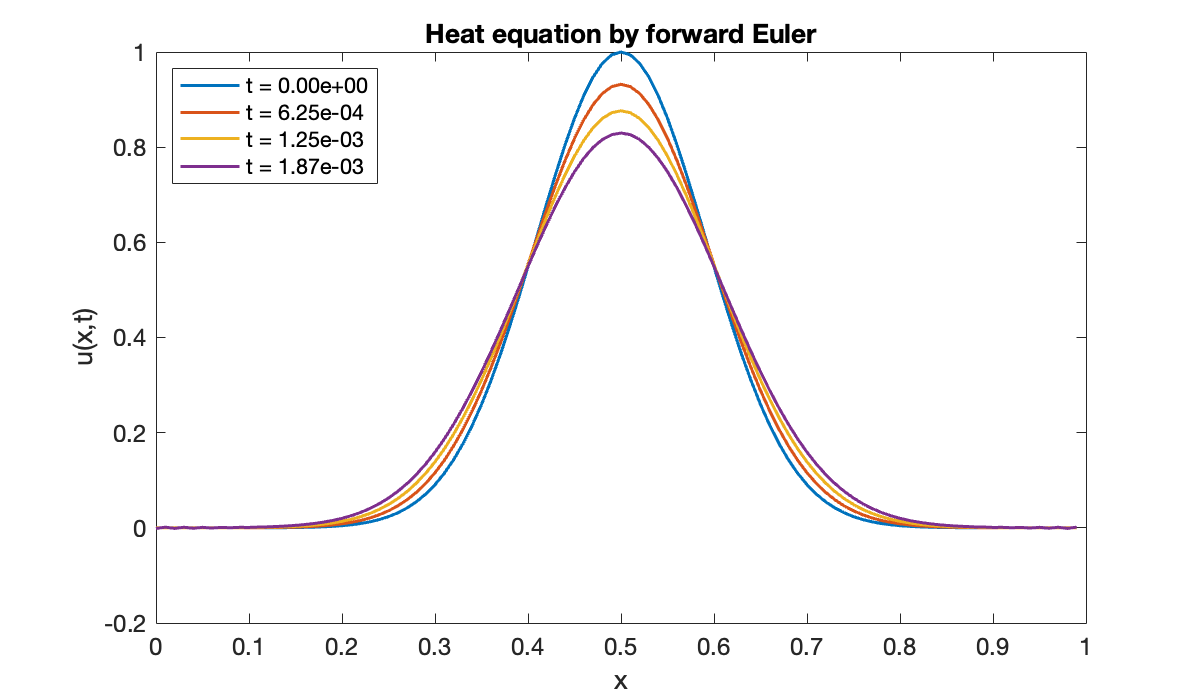 Heat equation by forward Euler
t = 0.00e+00
t = 6.25e-04
t = 1.25e-03
t = 1.87e-03
1
0.8
0.6
0.4
0.2
0
-0.2
u(x,t)
0 0.1 0.2 0.3 0.4 0.5 0.6 0.7 0.8 0.9 1
x